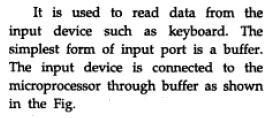 It is used to read data from the
input device such as keyboard. The
simplest form of input port is a buffer.
The input device is connected to the
microprocessor through buffer as shown
in the Fig.